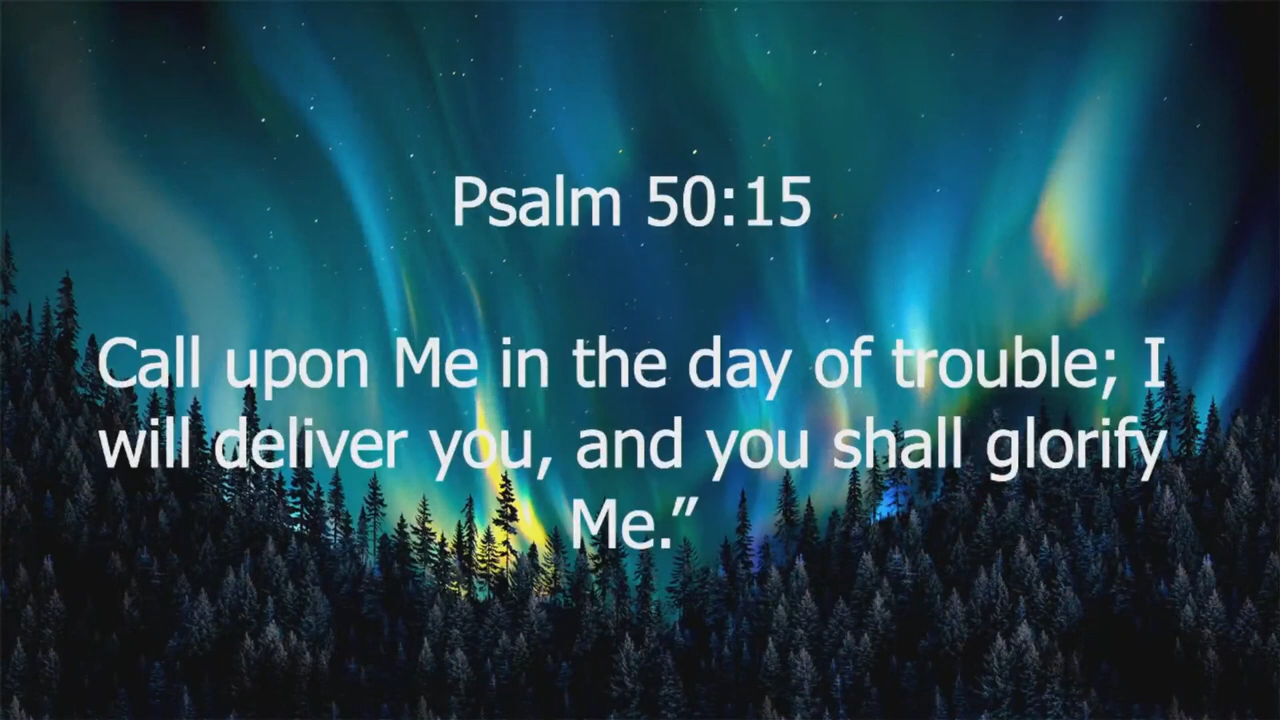 Psalm 50:15
Call upon Me in the day of trouble; I
will deliver you, and you shall glorify
Me.”